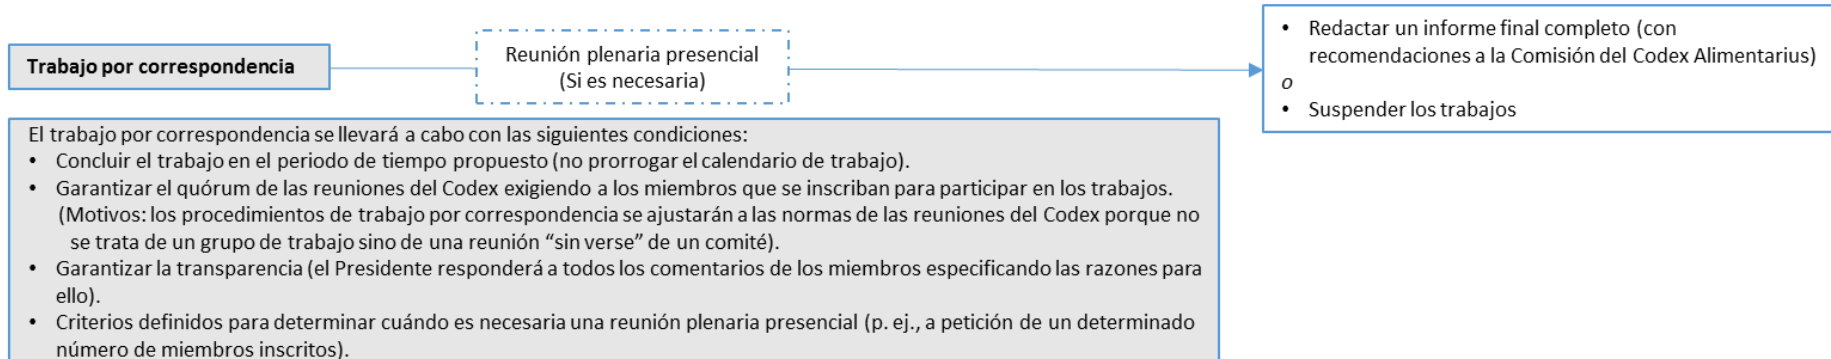 Trabajo por correspondencia
Reunión plenaria presencial
(Si es necesaria)
• Redactar un informe final completo (con
recomendaciones a la Comisión del Codex Alimentarius)
o
• Suspender los trabajos
El trabajo por correspondencia se llevará a cabo con las siguientes condiciones:
• Concluir el trabajo en el periodo de tiempo propuesto (no prorrogar el calendario de trabajo).
• Garantizar el quórum de las reuniones del Codex exigiendo a los miembros que se inscriban para participar en los trabajos.
(Motivos: los procedimientos de trabajo por correspondencia se ajustarán a las normas de las reuniones del Codex porque no
se trata de un grupo de trabajo sino de una reunión “sin verse” de un comité).
• Garantizar la transparencia (el Presidente responderá a todos los comentarios de los miembros especificando las razones para
ello).
• Criterios definidos para determinar cuándo es necesaria una reunión plenaria presencial (p. ej., a petición de un determinado
número de miembros inscritos).